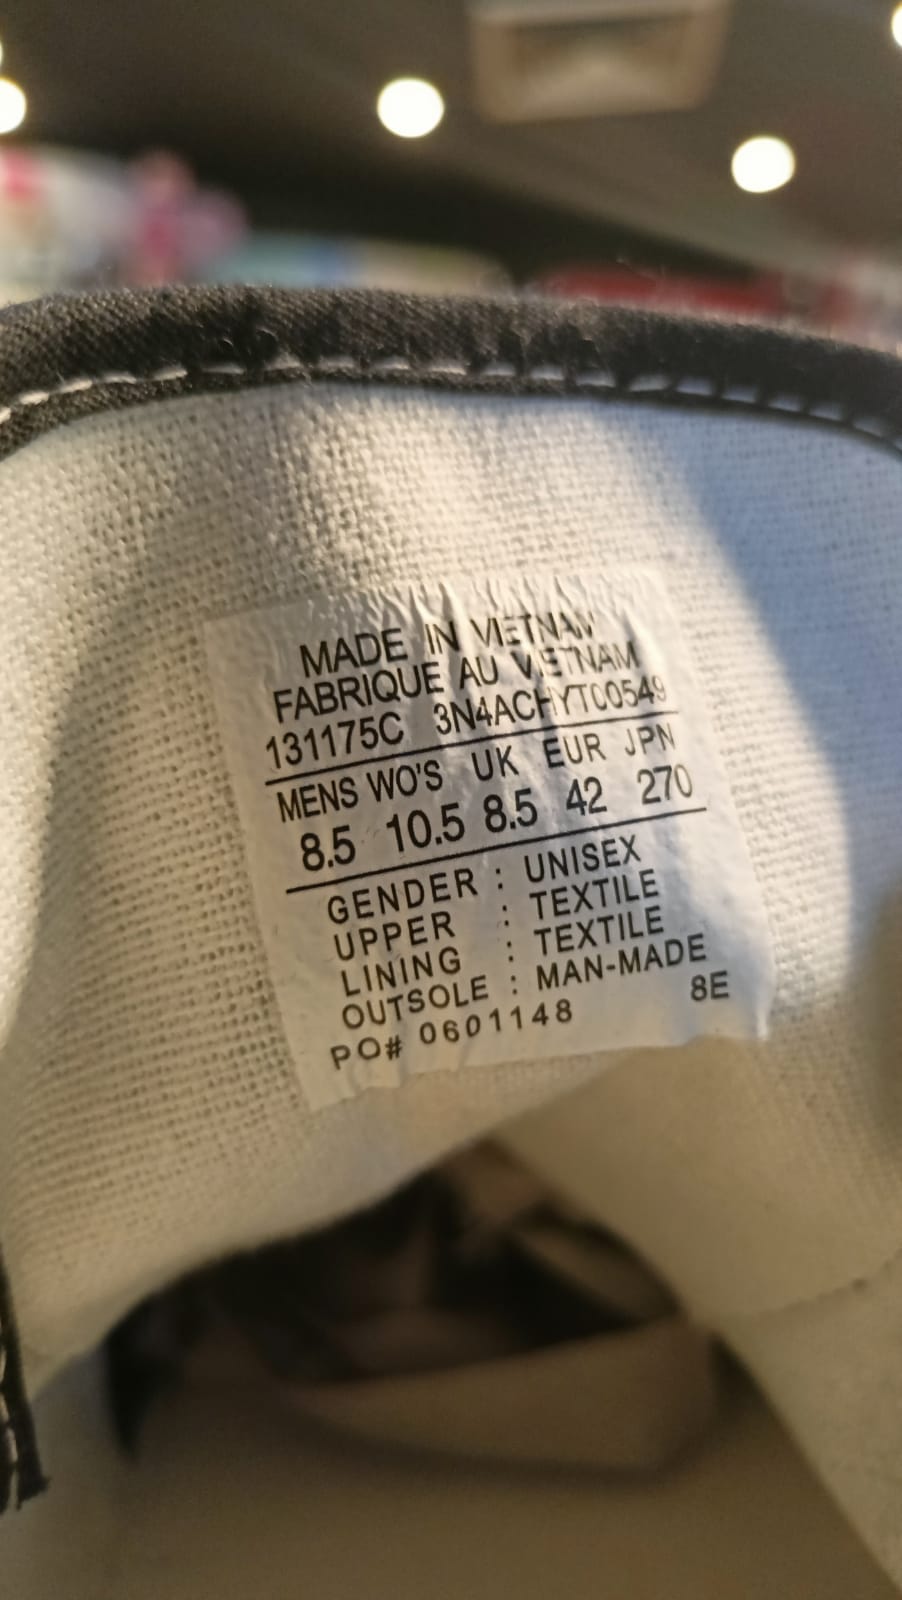 MADE IN VIETNAM
FABRIQUE AU VIETNAM
131175C 3N4ACHYT00549
MENS WO'S UK EUR JPN
8.5 10.5 8.5 42 270
GENDER : UNISEX
UPPER : TEXTILE
LINING : TEXTILE
OUTSOLE : MAN-MADE
PO# 0601148 8E